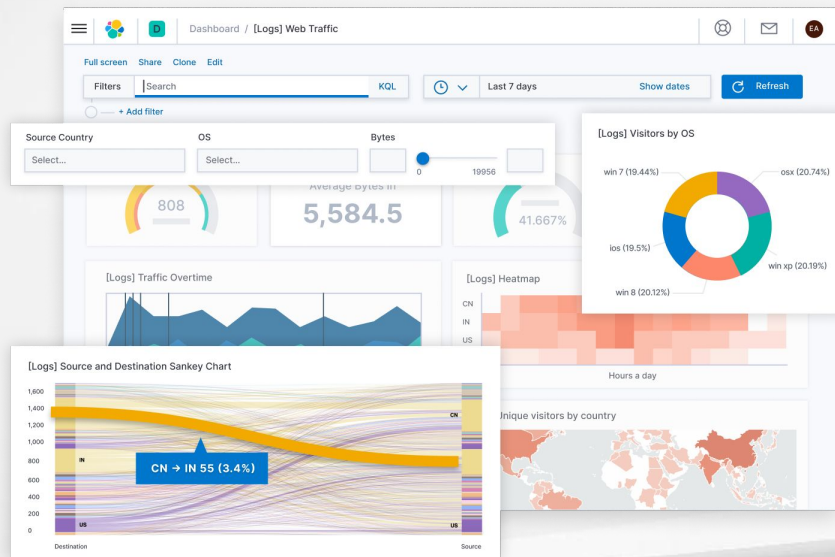 D
Dashboard / [Logs] Web Traffic
EA
Full screen Share Clone Edit
Filters Search KQL
Last 7 days Show dates
Refresh
+ Add filter
Source Country OS Bytes
Select... Select...
0 19956
[Logs] Visitors by OS
win 7 (19.44%) osx (20.74%)
ios (19.5%)
win xp (20.19%)
win 8 (20.12%)
808
Average Bytes In
5,584.5
41.667%
[Logs] Traffic Overtime
[Logs] Heatmap
CN
IN
US
Hours a day
[Logs] Source and Destination Sankey Chart
1,600
1,400
1,200
1,000
800
600
400
200
0
CN
IN
CN → IN 55 (3.4%)
US US
Destination Source
Unique visitors by country